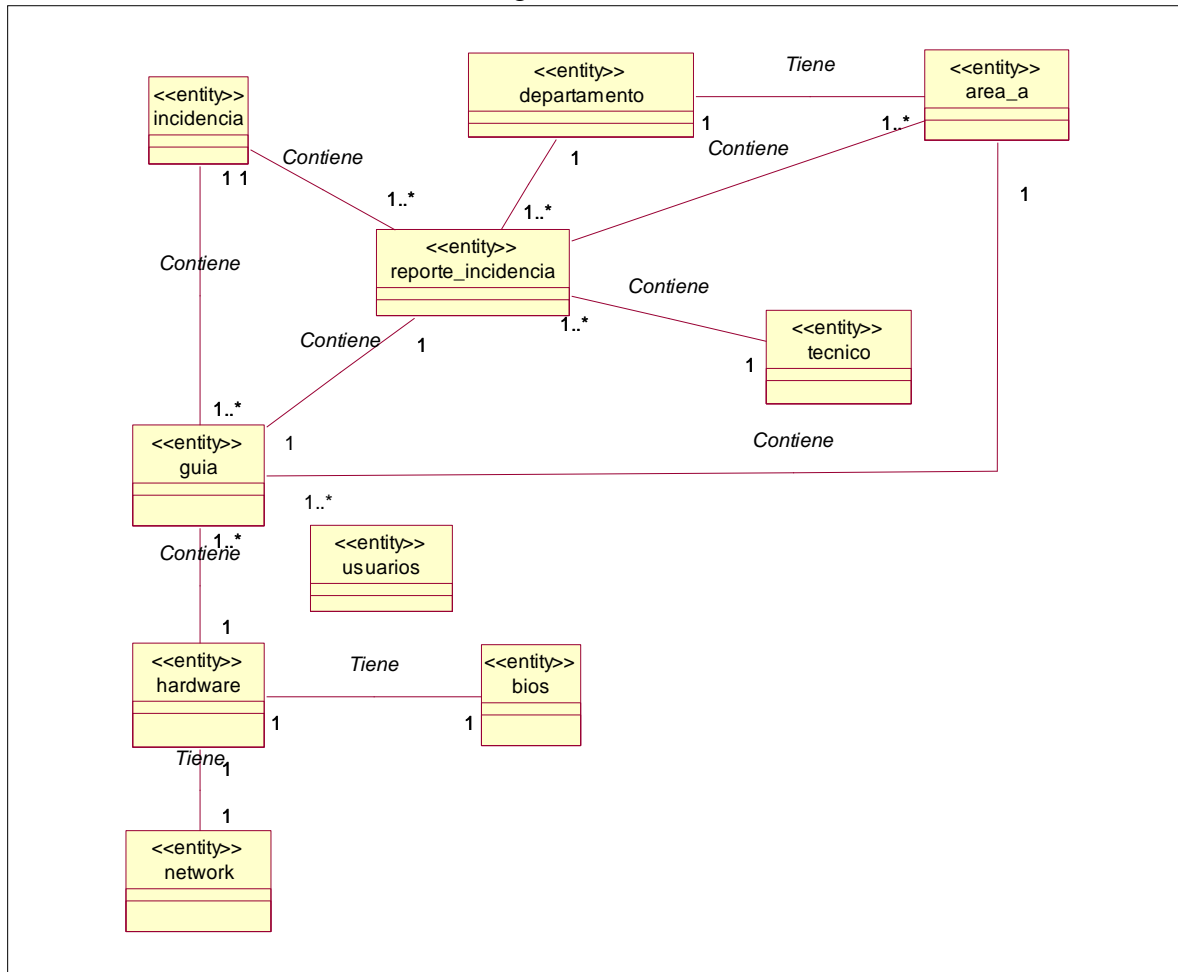 <<entity>>
departamento
Tiene
<<entity>>
area_a
<<entity>>
incidencia
1
1..*
Contiene
Contiene
1
1 1
1
1..*
1..*
<<entity>>
reporte_incidencia
Contiene
Contiene
1..*
<<entity>>
tecnico
Contiene
1
1
1..*
1
Contiene
<<entity>>
guia
1..*
1..*
Contiene
<<entity>>
usuarios
1
<<entity>>
hardware
Tiene
<<entity>>
bios
1
1
Tiene
1
1
<<entity>>
network